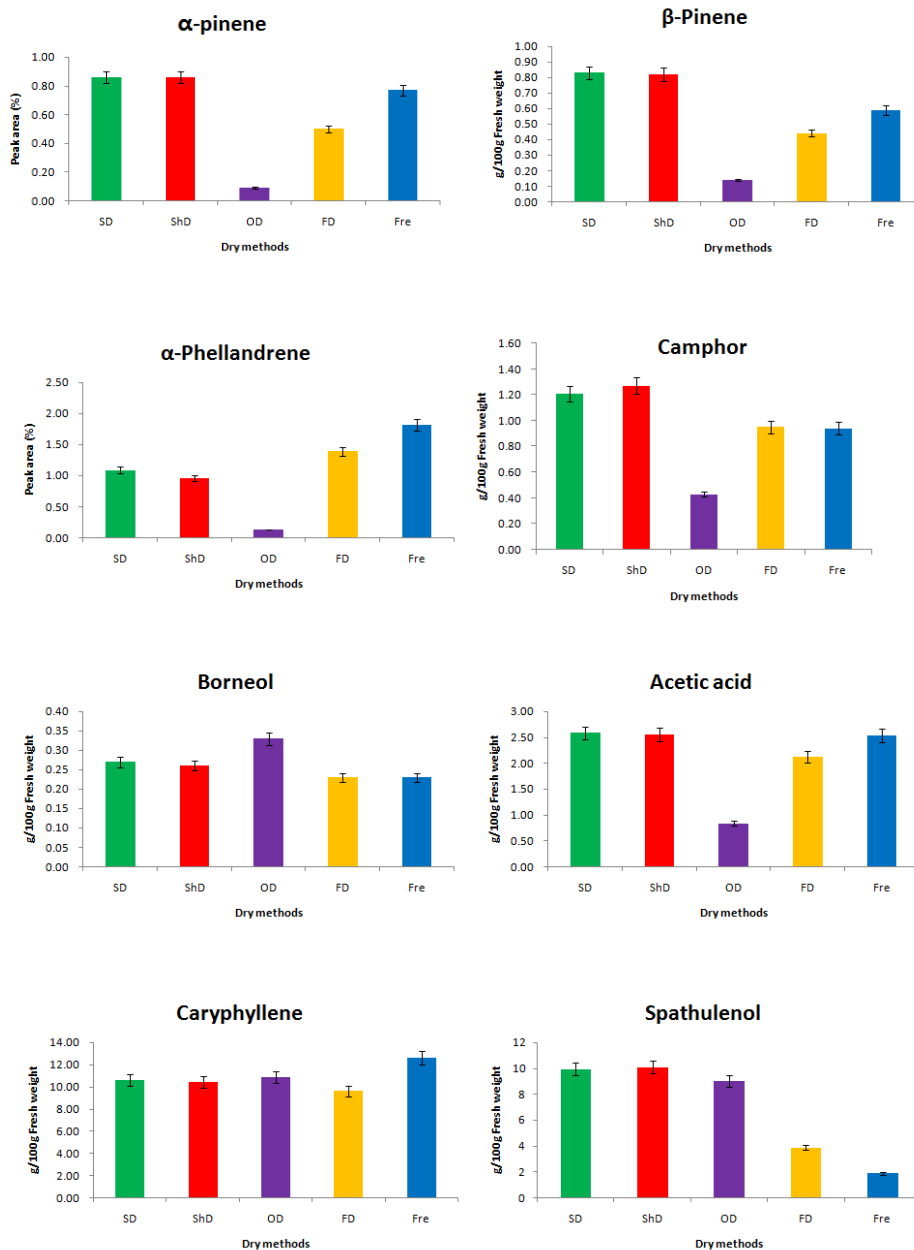 α-pinene
Peak area (%)
1.00
0.80
0.60
0.40
0.20
0.00
SD ShD OD FD Fre
Dry methods
β-Pinene
g/100g Fresh weight
1.00
0.90
0.80
0.70
0.60
0.50
0.40
0.30
0.20
0.10
0.00
SD ShD OD FD Fre
Dry methods
α-Phellandrene
Peak area (%)
2.50
2.00
1.50
1.00
0.50
0.00
SD ShD OD FD Fre
Dry methods
Camphor
g/100g Fresh weight
1.60
1.40
1.20
1.00
0.80
0.60
0.40
0.20
0.00
SD ShD OD FD Fre
Dry methods
Borneol
g/100g Fresh weight
0.40
0.35
0.30
0.25
0.20
0.15
0.10
0.05
0.00
SD ShD OD FD Fre
Dry methods
Acetic acid
g/100g Fresh weight
3.00
2.50
2.00
1.50
1.00
0.50
0.00
SD ShD OD FD Fre
Dry methods
Caryphyllene
g/100g Fresh weight
14.00
12.00
10.00
8.00
6.00
4.00
2.00
0.00
SD ShD OD FD Fre
Dry methods
Spathulenol
g/100g Fresh weight
12
10
8
6
4
2
0
SD ShD OD FD Fre
Dry methods